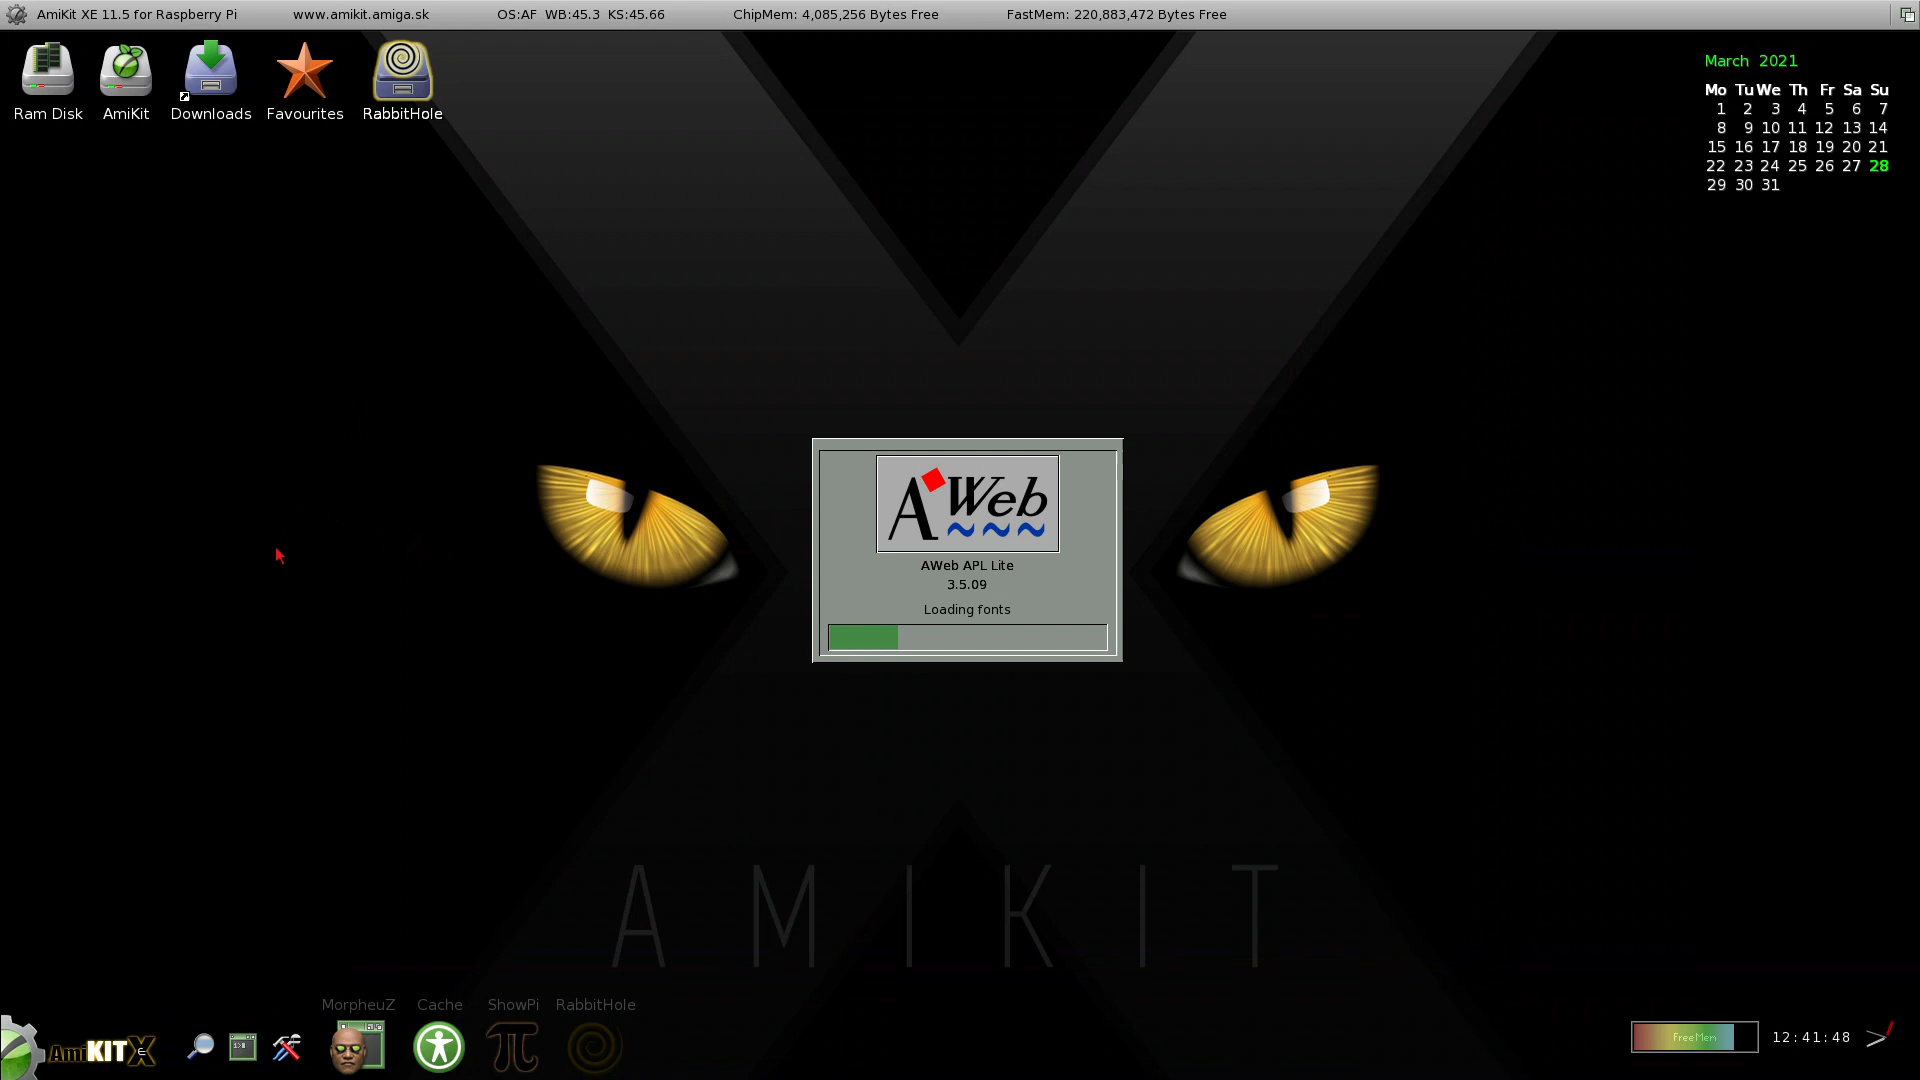 AmiKit XE 11.5 for Raspberry Pi www.amikit.amiga.sk OS:AF WB:45.3 KS:45.66 ChipMem: 4,085,256 Bytes Free FastMem: 220,883,472 Bytes Free
Ram Disk AmiKit Downloads Favourites RabbitHole
March 2021
Mo Tu We Th Fr Sa Su
1 2 3 4 5 6 7
8 9 10 11 12 13 14
15 16 17 18 19 20 21
22 23 24 25 26 27 28
29 30 31
AWeb
AWeb APL Lite
3.5.09
Loading fonts
AMIKIT
MorpheuZ Cache ShowPi RabbitHole
AmiKITX
FreeMem
12:41:48